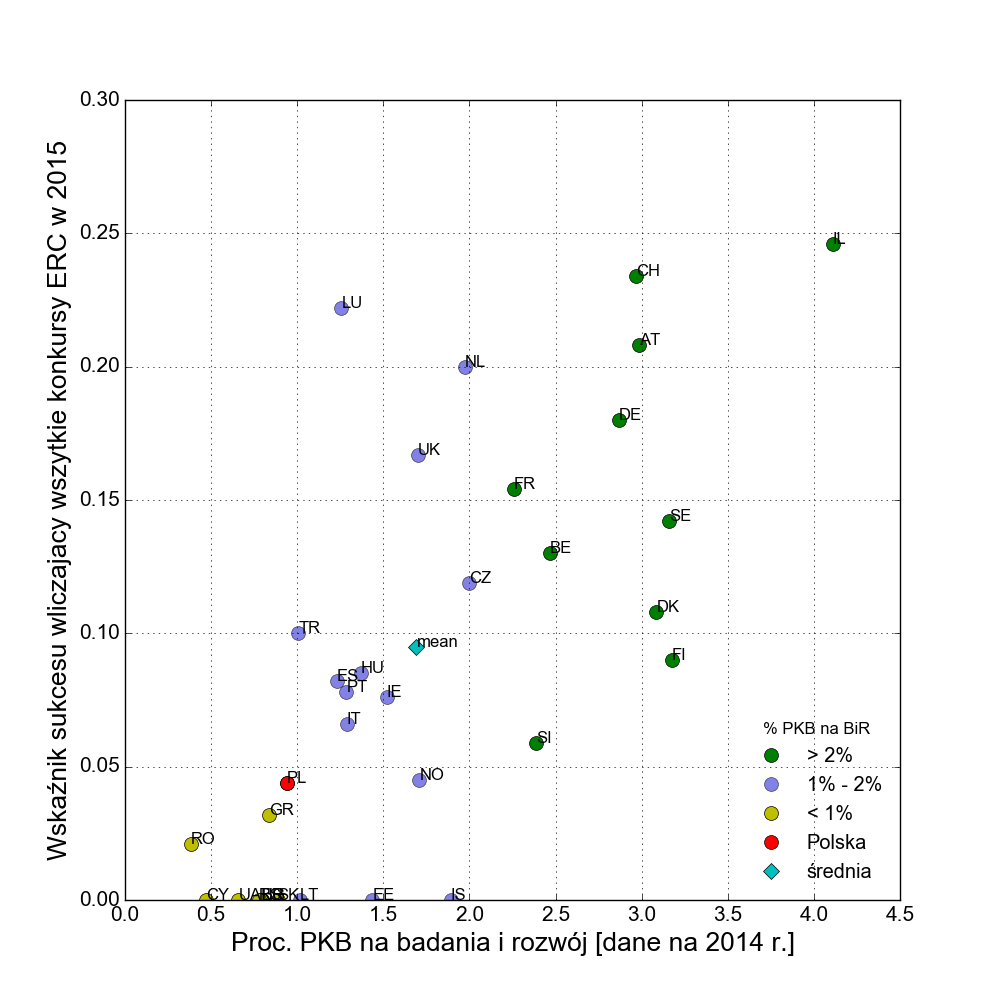 0.30
Wskaźnik sukcesu wliczajacy wszytkie konkursy ERC w 2015
IL
0.25
CH
LU
AT
NL
0.20
DE
UK
FR
0.15
SE
BE
CZ
DK
TR
0.10
mean
FI
HU
ES
PT
IE
IT
SI
% PKB na BiR
> 2%
0.05
PL
NO
1% - 2%
GR
< 1%
RO
Polska
średnia
0.00
CY
UA
SK
LT
EE
IS
0.0 0.5 1.0 1.5 2.0 2.5 3.0 3.5 4.0 4.5
Proc. PKB na badania i rozwój [dane na 2014 r.]